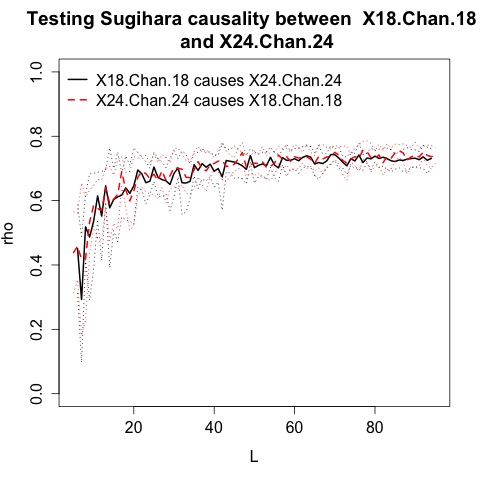 Testing Sugihara causality between X18.Chan.18
and X24.Chan.24
X18.Chan.18 causes X24.Chan.24
X24.Chan.24 causes X18.Chan.18
rho
1.0
0.8
0.6
0.4
0.2
0.0
20 40 60 80
L